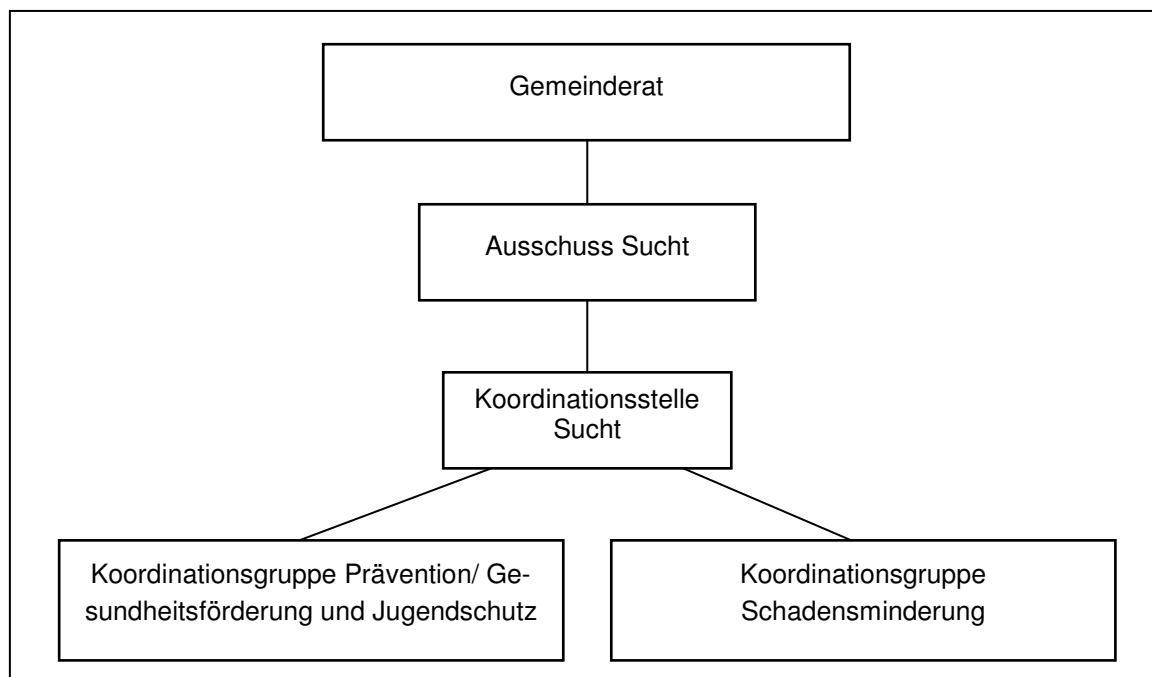 Gemeinderat
Ausschuss Sucht
Koordinationsstelle
Sucht
Koordinationsgruppe Prävention/ Ge-
sundheitsförderung und Jugendschutz
Koordinationsgruppe
Schadensminderung